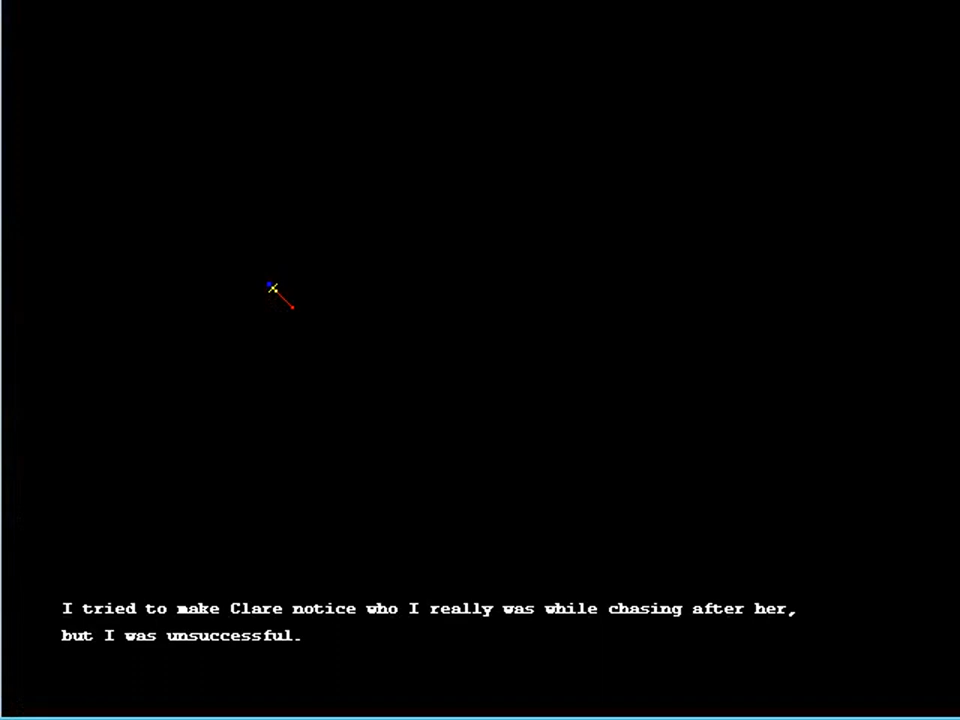 I tried to make Clare notice who I really was while chasing after her,
but I was unsuccessful.